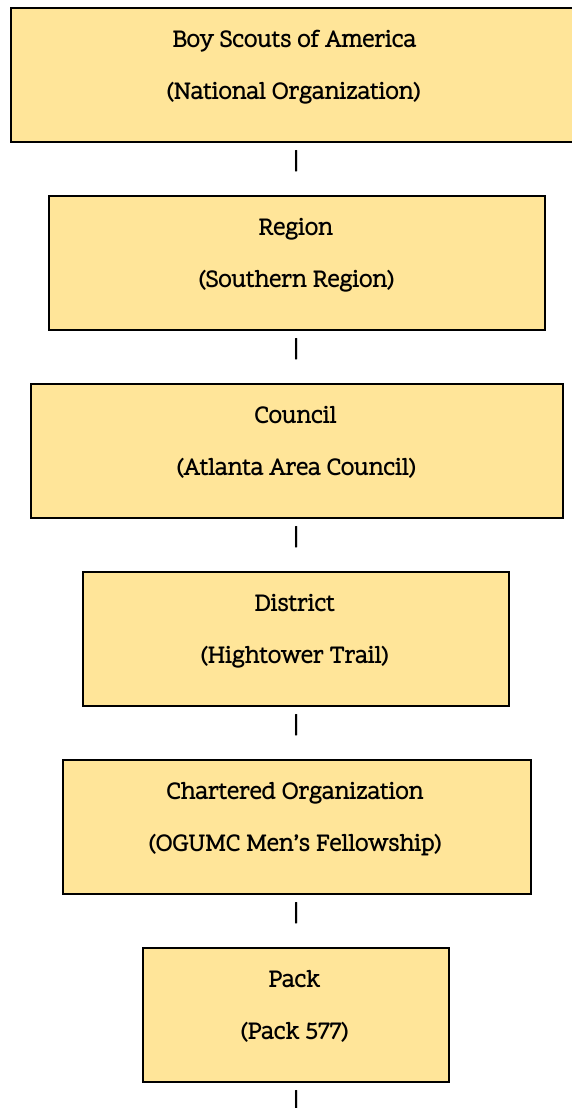 Boy Scouts of America
(National Organization)
Region
(Southern Region)
Council
(Atlanta Area Council)
District
(Hightower Trail)
Chartered Organization
(OGUMC Men’s Fellowship)
Pack
(Pack 577)